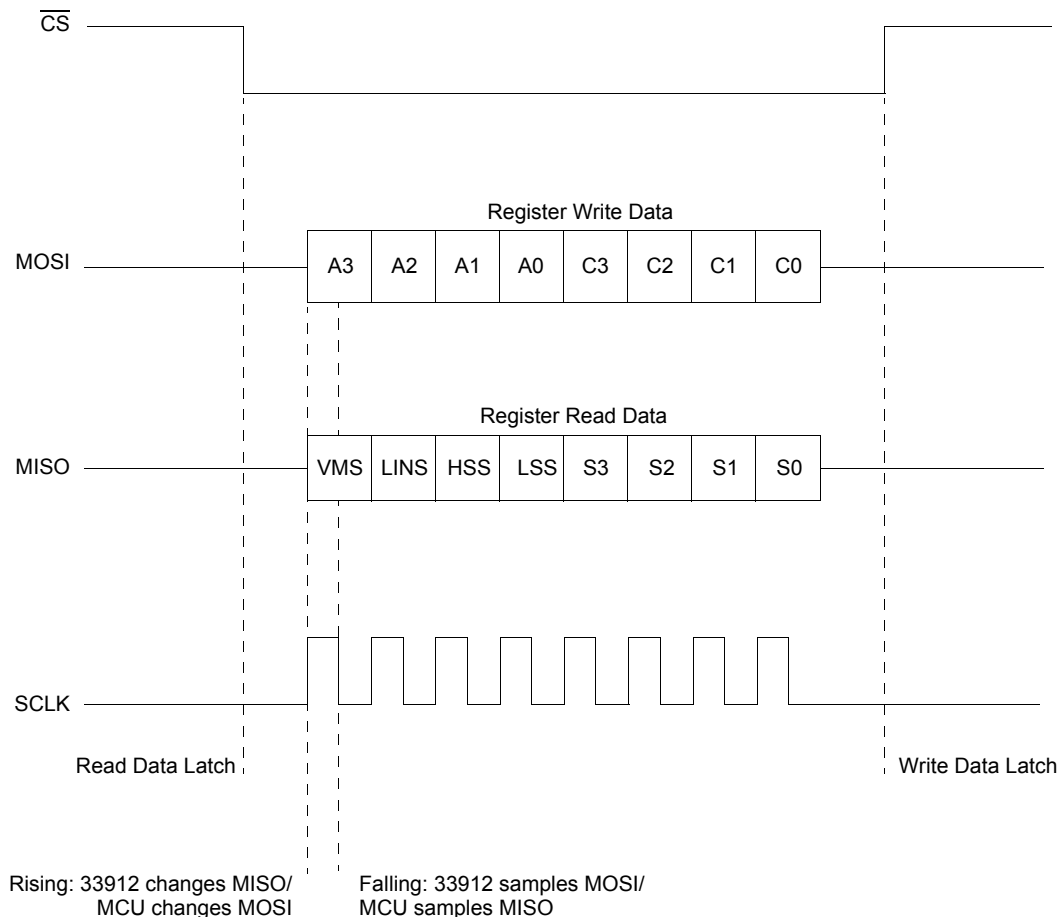 CS
Register Write Data
MOSI
A3 A2 A1 A0 C3 C2 C1 C0
Register Read Data
MISO
VMS LINS HSS LSS S3 S2 S1 S0
SCLK
Read Data Latch
Write Data Latch
Rising: 33912 changes MISO/
MCU changes MOSI
Falling: 33912 samples MOSI/
MCU samples MISO